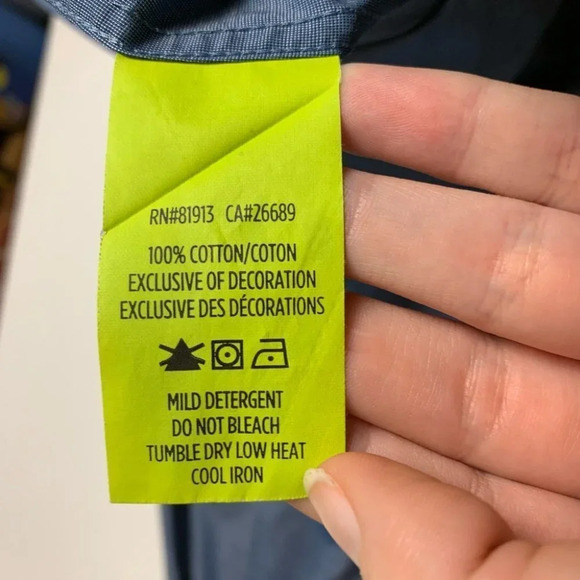 RN#81913 CA#26689
100% COTTON/COTON
EXCLUSIVE OF DECORATION
EXCLUSIVE DES DÉCORATIONS
MILD DETERGENT
DO NOT BLEACH
TUMBLE DRY LOW HEAT
COOL IRON